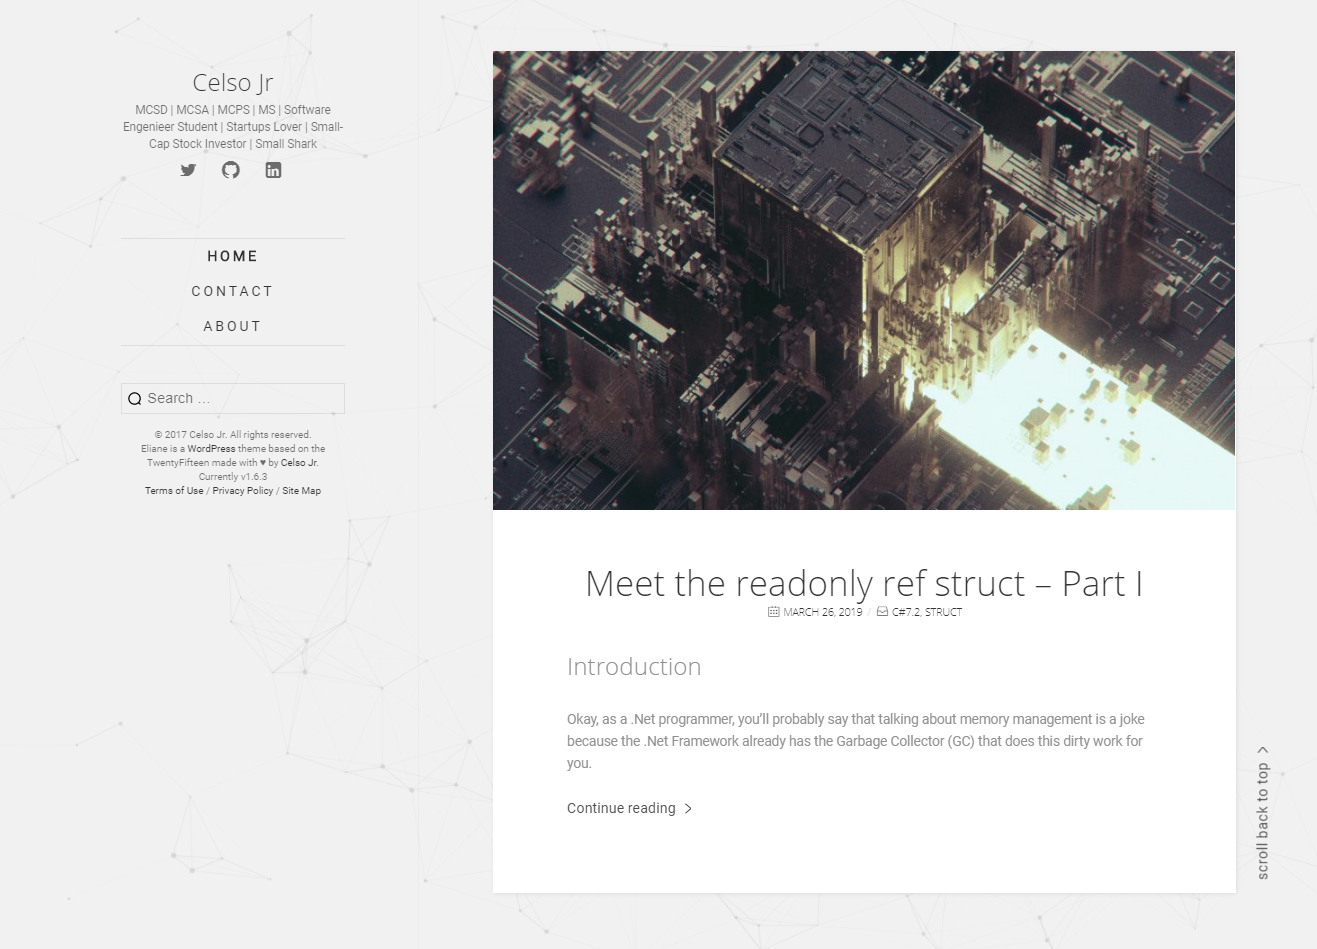 Celso Jr
MCSD | MCSA | MCPS | MS | Software
Engenieer Student | Startups Lover | Small-
Cap Stock Investor | Small Shark
HOME
CONTACT
ABOUT
Search ...
© 2017 Celso Jr. All rights reserved.
Eliane is a WordPress theme based on the
TwentyFifteen made with ♥ by Celso Jr.
Currently v1.6.3
Terms of Use / Privacy Policy / Site Map
Meet the readonly ref struct – Part I
MARCH 26, 2019 / C#7.2, STRUCT
Introduction
Okay, as a .Net programmer, you’ll probably say that talking about memory management is a joke
because the .Net Framework already has the Garbage Collector (GC) that does this dirty work for
you.
Continue reading
scroll back to top